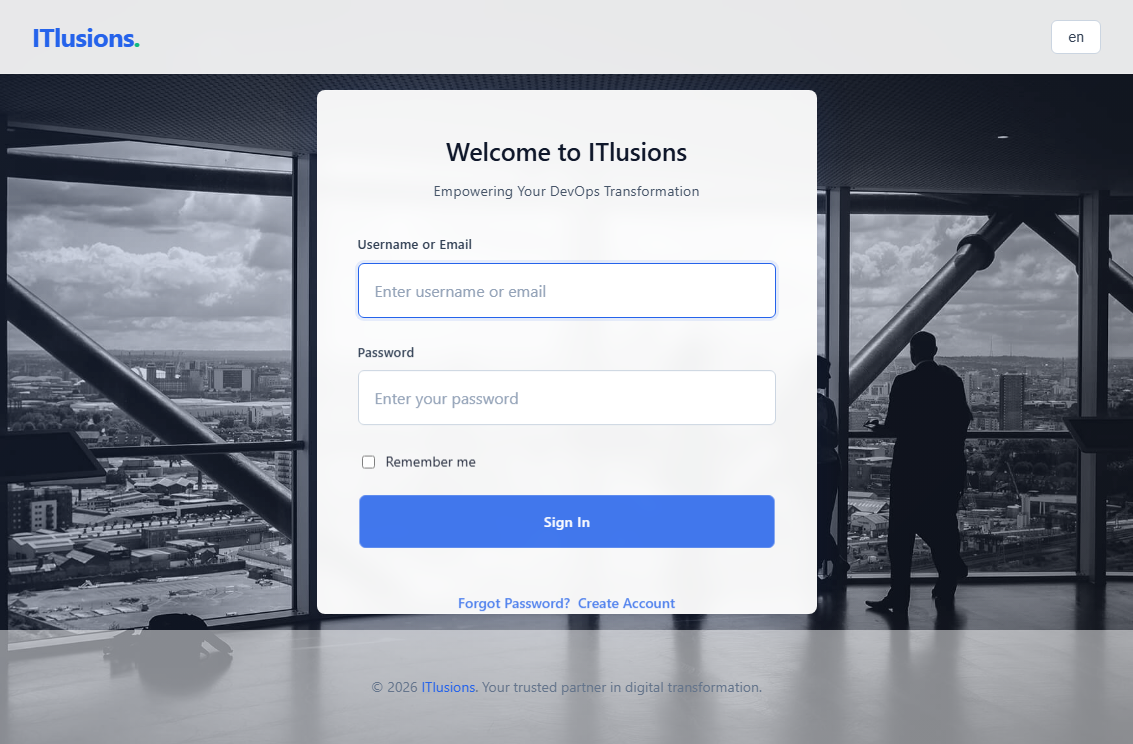 ITlusions.
en
Welcome to ITlusions
Empowering Your DevOps Transformation
Username or Email
Enter username or email
Password
Enter your password
Remember me
Sign In
Forgot Password? Create Account
© 2026 ITlusions. Your trusted partner in digital transformation.